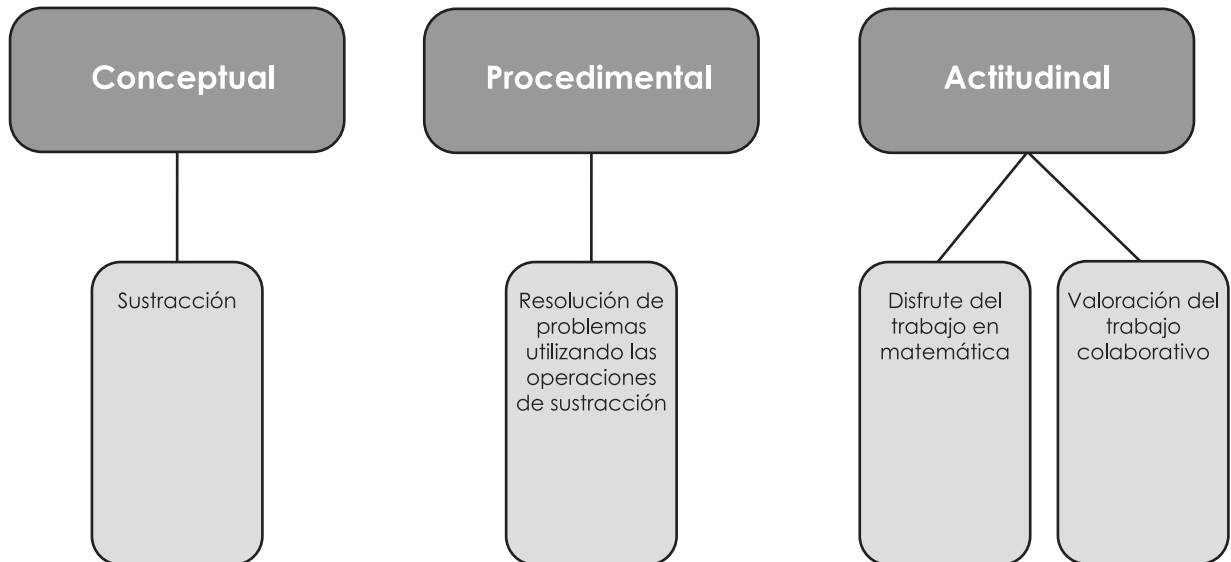 Conceptual
Procedimental
Actitudinal
Sustracción
Resolución de
problemas
utilizando las
operaciones
de sustracción
Disfrute del
trabajo en
matemática
Valoración del
trabajo
colaborativo